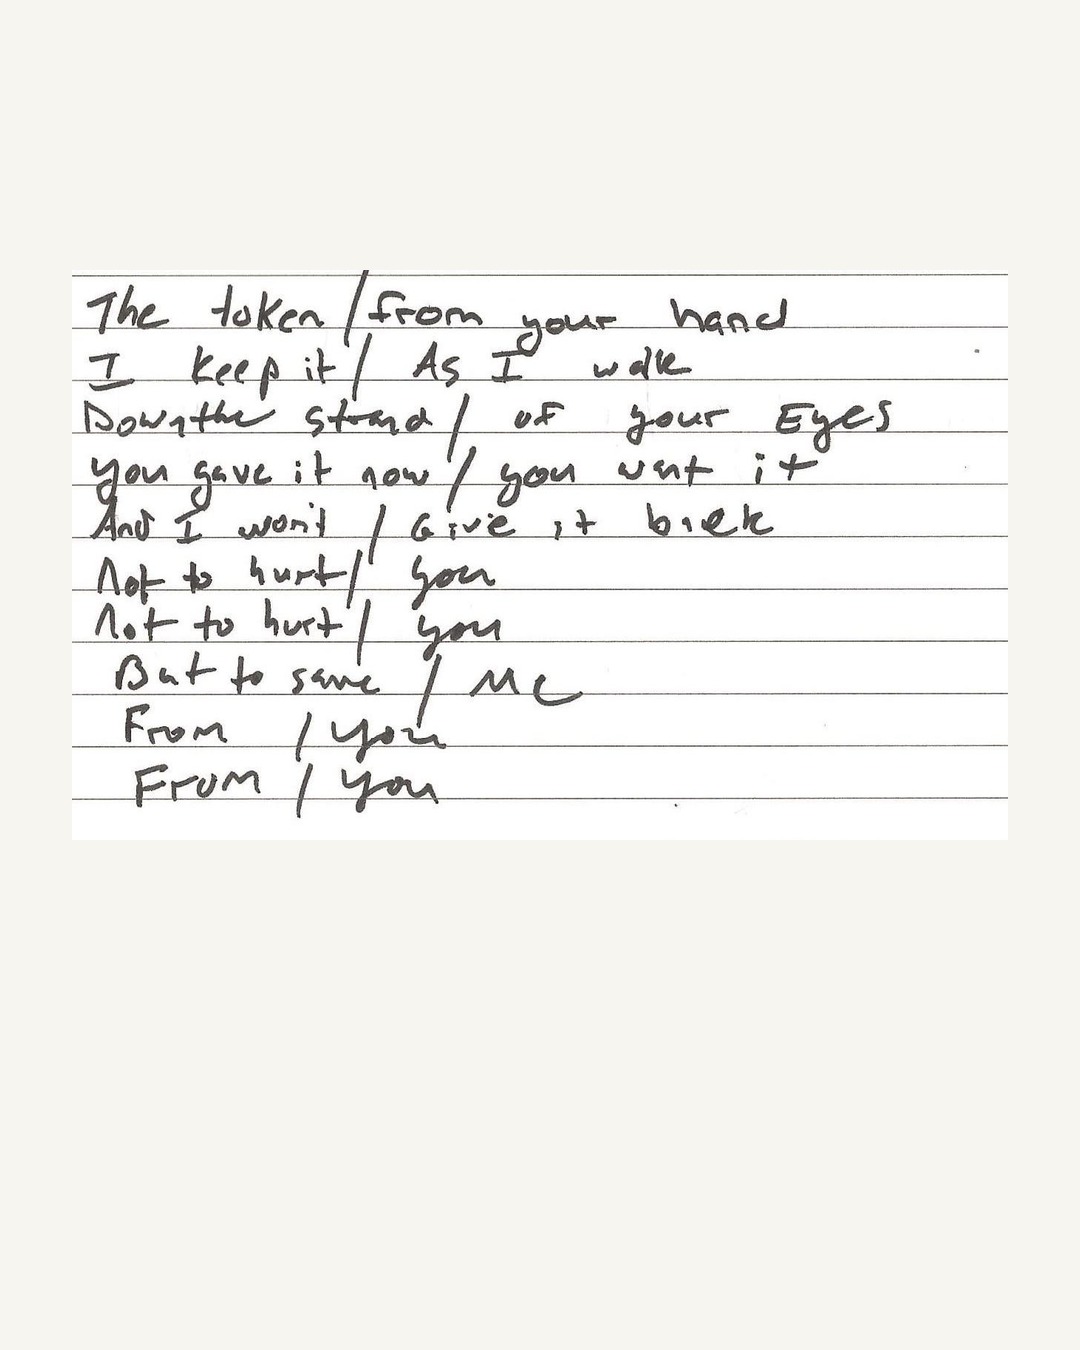 The token / from your hand
I keep it / As I walk
Down the strand / of your Eyes
you gave it now / you want it
And I won't / Give it back
Not to hurt / you
Not to hurt / you
But to save / Me
From / you
From / you